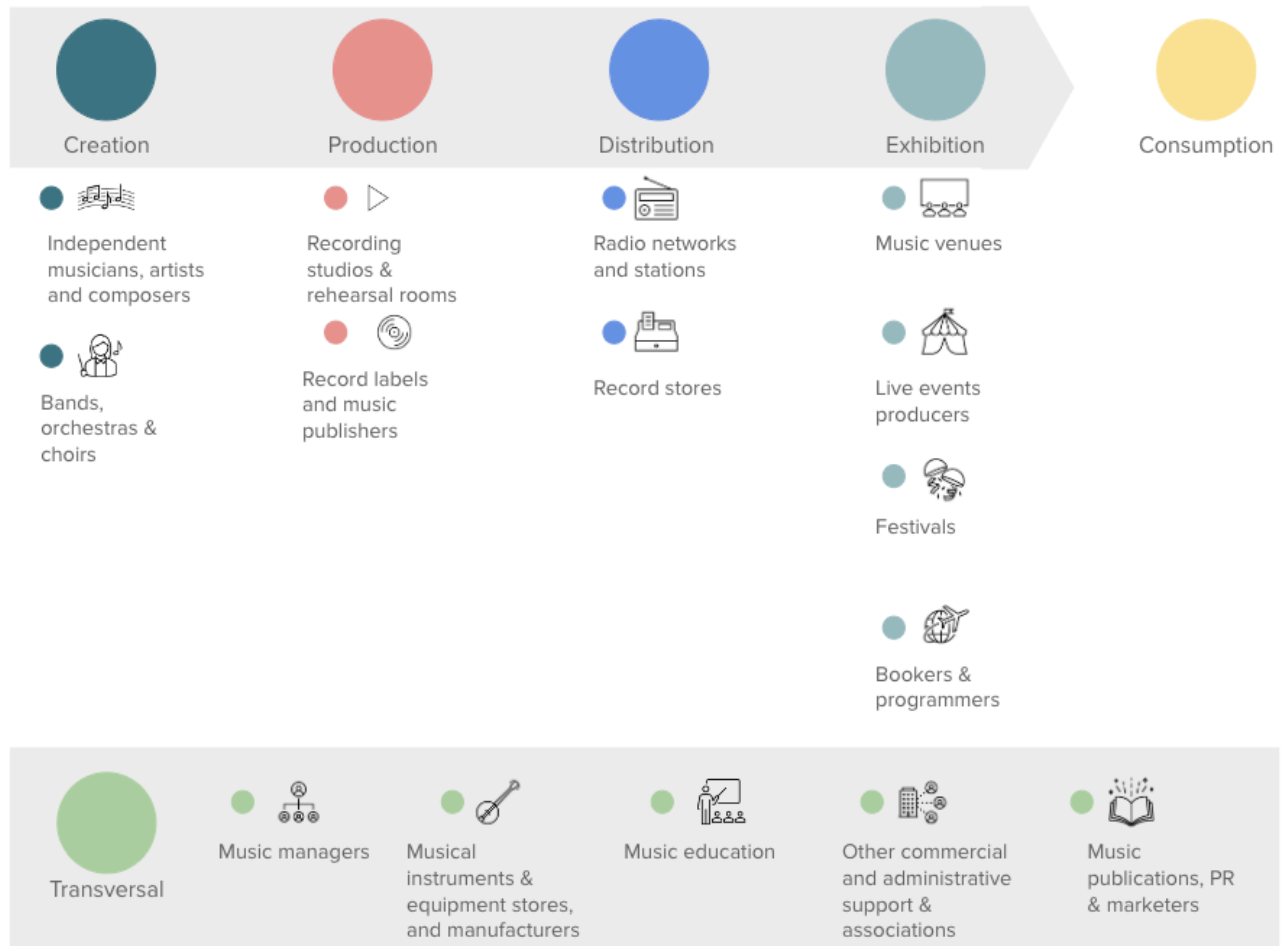 Creation
Production
Distribution
Exhibition
Consumption
Independent
musicians, artists
and composers
Bands,
orchestras &
choirs
Recording
studios &
rehearsal rooms
Record labels
and music
publishers
Radio networks
and stations
Record stores
Music venues
Live events
producers
Festivals
Bookers &
programmers
Transversal
Music managers
Musical
instruments &
equipment stores,
and manufacturers
Music education
Other commercial
and administrative
support &
associations
Music
publications, PR
& marketers